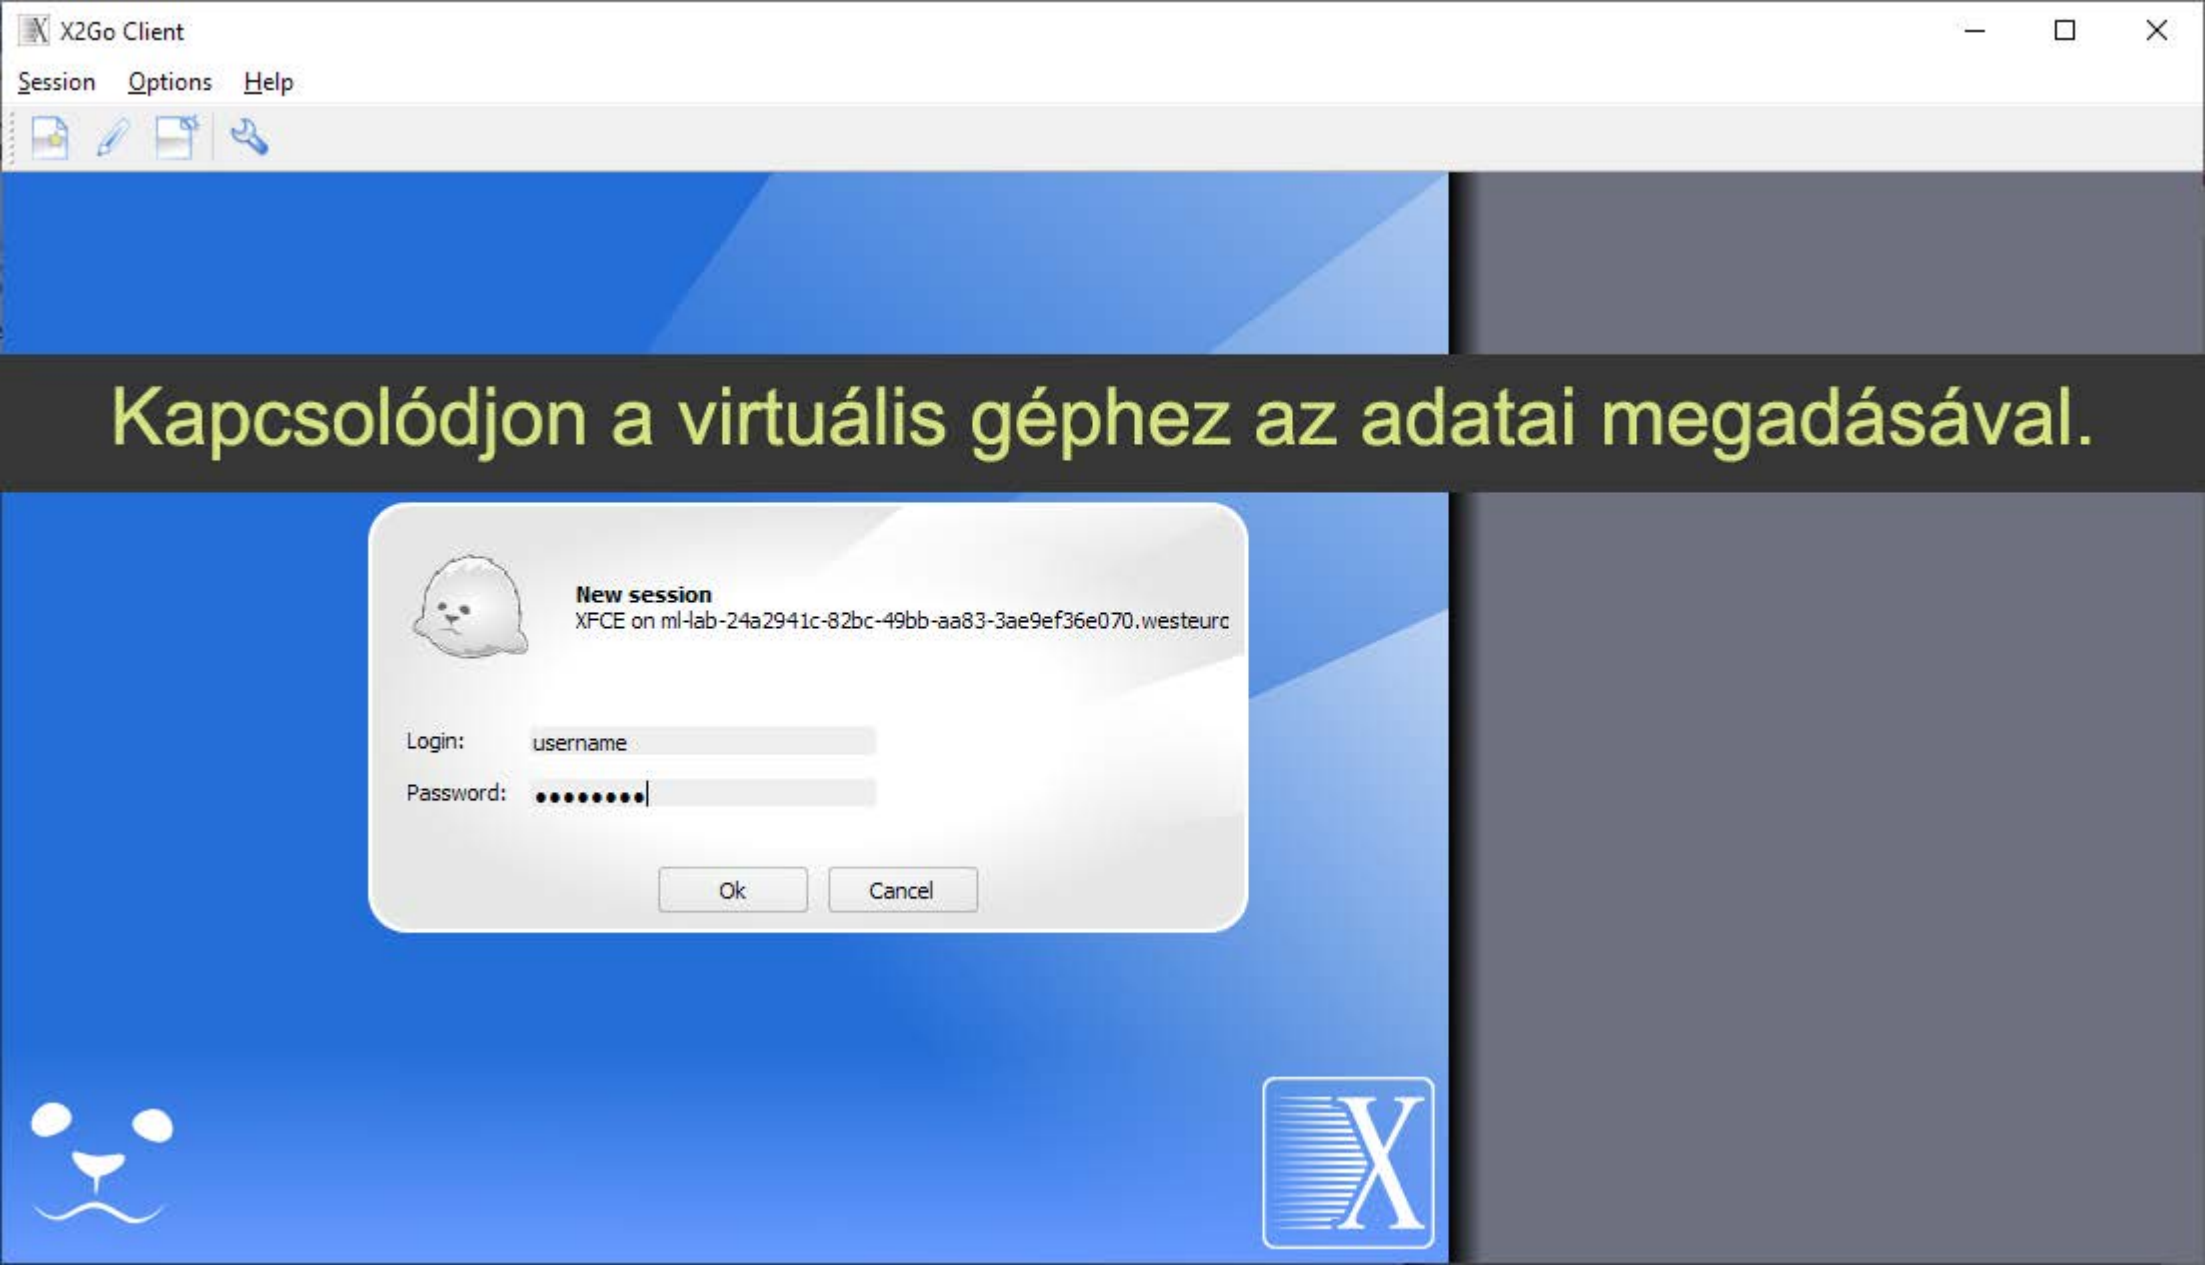 X2Go Client
Session Options Help
Kapcsolódjon a virtuális géphez az adatai megadásával.
New session
XFCE on ml-lab-24a2941c-82bc-49bb-aa83-3ae9ef36e070.westeurc
Login: username
Password: ••••••••
Ok Cancel
X